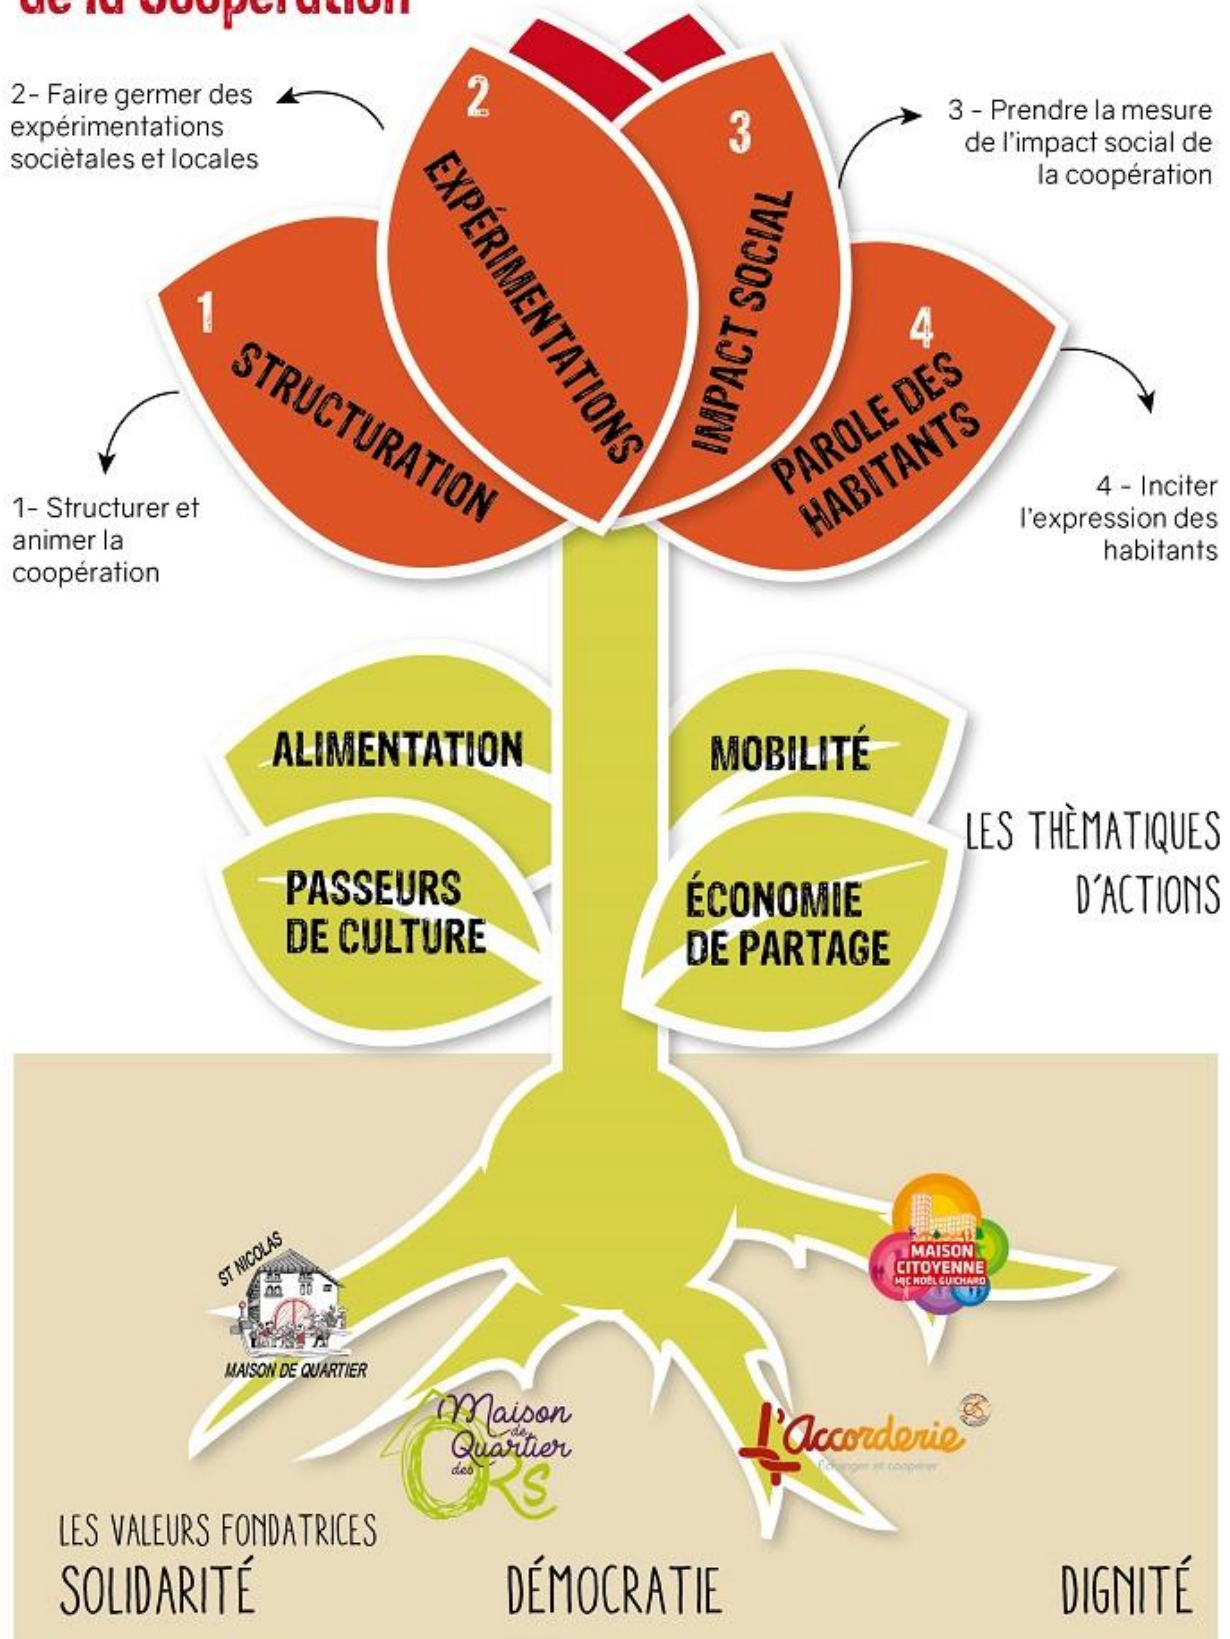 de la Coopération
2- Faire germer des
expérimentations
sociètales et locales
3 - Prendre la mesure
de l'impact social de
la coopération
2
EXPÉRIMENTATIONS
3
IMPACT SOCIAL
1
STRUCTURATION
4
PAROLE DES
HABITANTS
1- Structurer et
animer la
coopération
4 - Inciter
l'expression des
habitants
ALIMENTATION
MOBILITÉ
LES THÈMATIQUES
D'ACTIONS
PASSEURS
DE CULTURE
ÉCONOMIE
DE PARTAGE
ST NICOLAS
MAISON DE QUARTIER
MAISON
CITOYENNE
MJC NOËL GUICHARD
Maison
de
Quartier
des
ORS
L'Accorderie
Échanger et coopérer
LES VALEURS FONDATRICES
SOLIDARITÉ
DÉMOCRATIE
DIGNITÉ